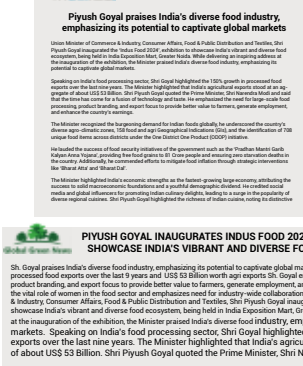 Piyush Goyal praises India's diverse food industry,
emphasizing its potential to captivate global markets
Union Minister of Commerce & Industry, Consumer Affairs, Food & Public Distribution and Textiles, Shri
Piyush Goyal inaugurated the 'Indus Food 2024', exhibition to showcase India's vibrant and diverse food
ecosystem, being held in India Exposition Mart, Greater Noida. While delivering an inspiring address at
the inauguration of the exhibition, the Minister praised India's diverse food industry, emphasizing its
potential to captivate global markets.
Speaking on India's food processing sector, Shri Goyal highlighted the 150% growth in processed food
exports over the last nine years. The Minister highlighted that India's agricultural exports stood at an ag-
gregate of about US$ 53 Billion. Shri Piyush Goyal quoted the Prime Minister, Shri Narendra Modi and said
that the time has come for a fusion of technology and taste. He emphasized the need for large-scale food
processing, product branding, and export focus to provide better value to farmers, generate employment,
and enhance the country's earnings.
The Minister recognized the burgeoning demand for Indian foods globally, he underscored the country's
diverse agro-climatic zones, 158 food and agri Geographical Indications (GIs), and the identification of 708
unique food items across districts under the One District One Product (ODOP) initiative.
He lauded the success of food security initiatives of the government such as the 'Pradhan Mantri Garib
Kalyan Anna Yojana', providing free food grains to 81 Crore people and ensuring zero starvation deaths in
the country. Additionally, he commended efforts to mitigate food inflation through strategic interventions
like 'Bharat Atta' and 'Bharat Dal'.
The Minister highlighted India's economic strengths as the fastest-growing large economy, attributing the
success to solid macroeconomic foundations and a youthful demographic dividend. He credited social
media and global influencers for promoting Indian culinary delights, leading to a surge in the popularity of
diverse regional cuisines. Shri Piyush Goyal highlighted the richness of Indian cuisine, noting its distinctive
Global Green News
PIYUSH GOYAL INAUGURATES INDUS FOOD 202
SHOWCASE INDIA'S VIBRANT AND DIVERSE FO
Sh. Goyal praises India's diverse food industry, emphasizing its potential to captivate global ma
processed food exports over the last 9 years and US$ 53 Billion worth agri exports Sh. Goyal e
product branding, and export focus to provide better value to farmers, generate employment, a
the vital role of women in the food sector and emphasizes need for industry-wide collaboration
& Industry, Consumer Affairs, Food & Public Distribution and Textiles, Shri Piyush Goyal inaug
showcase India's vibrant and diverse food ecosystem, being held in India Exposition Mart, Gr
at the inauguration of the exhibition, the Minister praised India's diverse food industry, em
markets. Speaking on India's food processing sector, Shri Goyal highlighted
exports over the last nine years. The Minister highlighted that India's agricu
of about US$ 53 Billion. Shri Piyush Goyal quoted the Prime Minister, Shri N